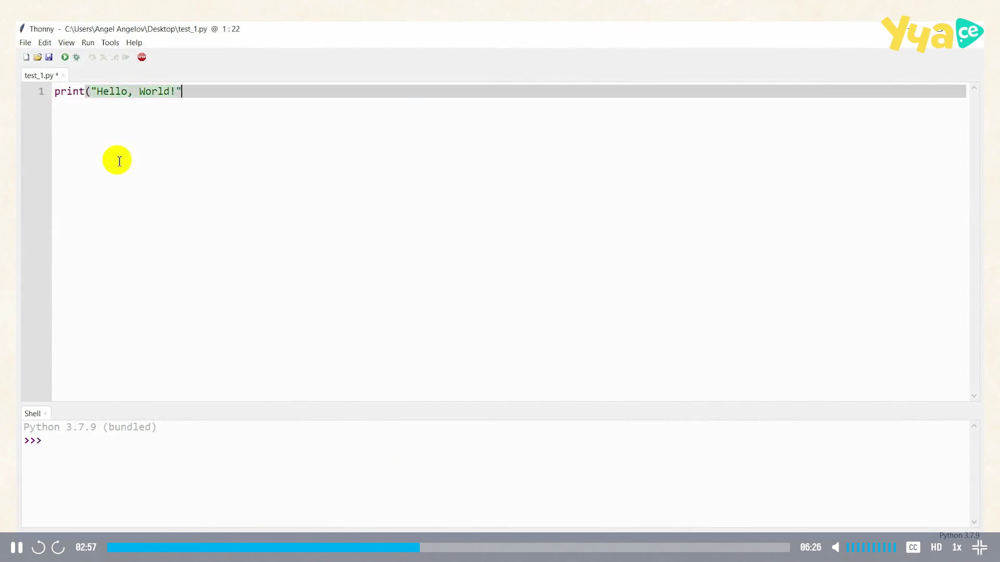 Thonny - C:\Users\Angel Angelov\Desktop\test_1.py @ 1 : 22
Уча.се
File Edit View Run Tools Help
STOP
test_1.py * ×
1 print("Hello, World!"
Shell ×
Python 3.7.9 (bundled)
>>>
Python 3.7.9
02:57 06:26 CC HD 1x